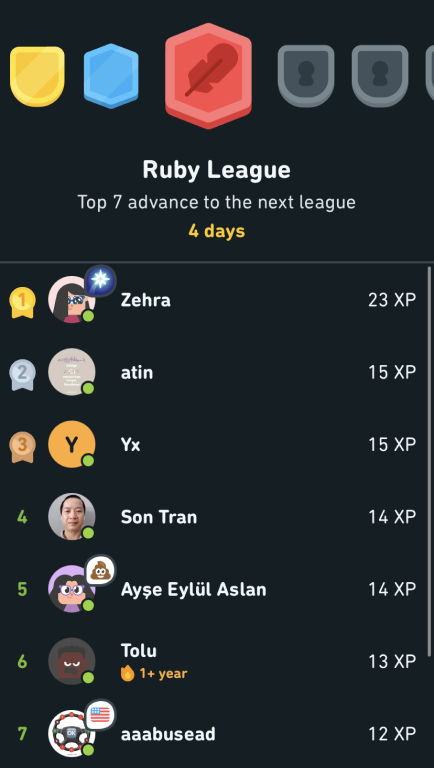 Ruby League
Top 7 advance to the next league
4 days
1 Zehra 23 XP
2 atin 15 XP
3 Y Yx 15 XP
4 Son Tran 14 XP
5 Ayşe Eylül Aslan 14 XP
6 Tolu 13 XP
1+ year
7 aaabusead 12 XP